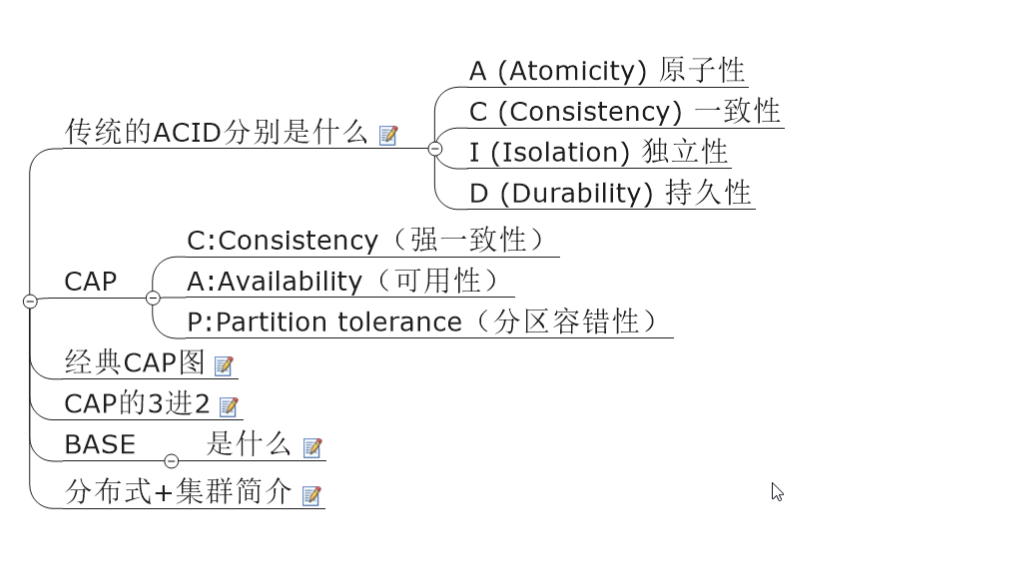 传统的ACID分别是什么
A (Atomicity) 原子性
C (Consistency) 一致性
I (Isolation) 独立性
D (Durability) 持久性
CAP
C:Consistency（强一致性）
A:Availability（可用性）
P:Partition tolerance（分区容错性）
经典CAP图
CAP的3进2
BASE 是什么
分布式+集群简介